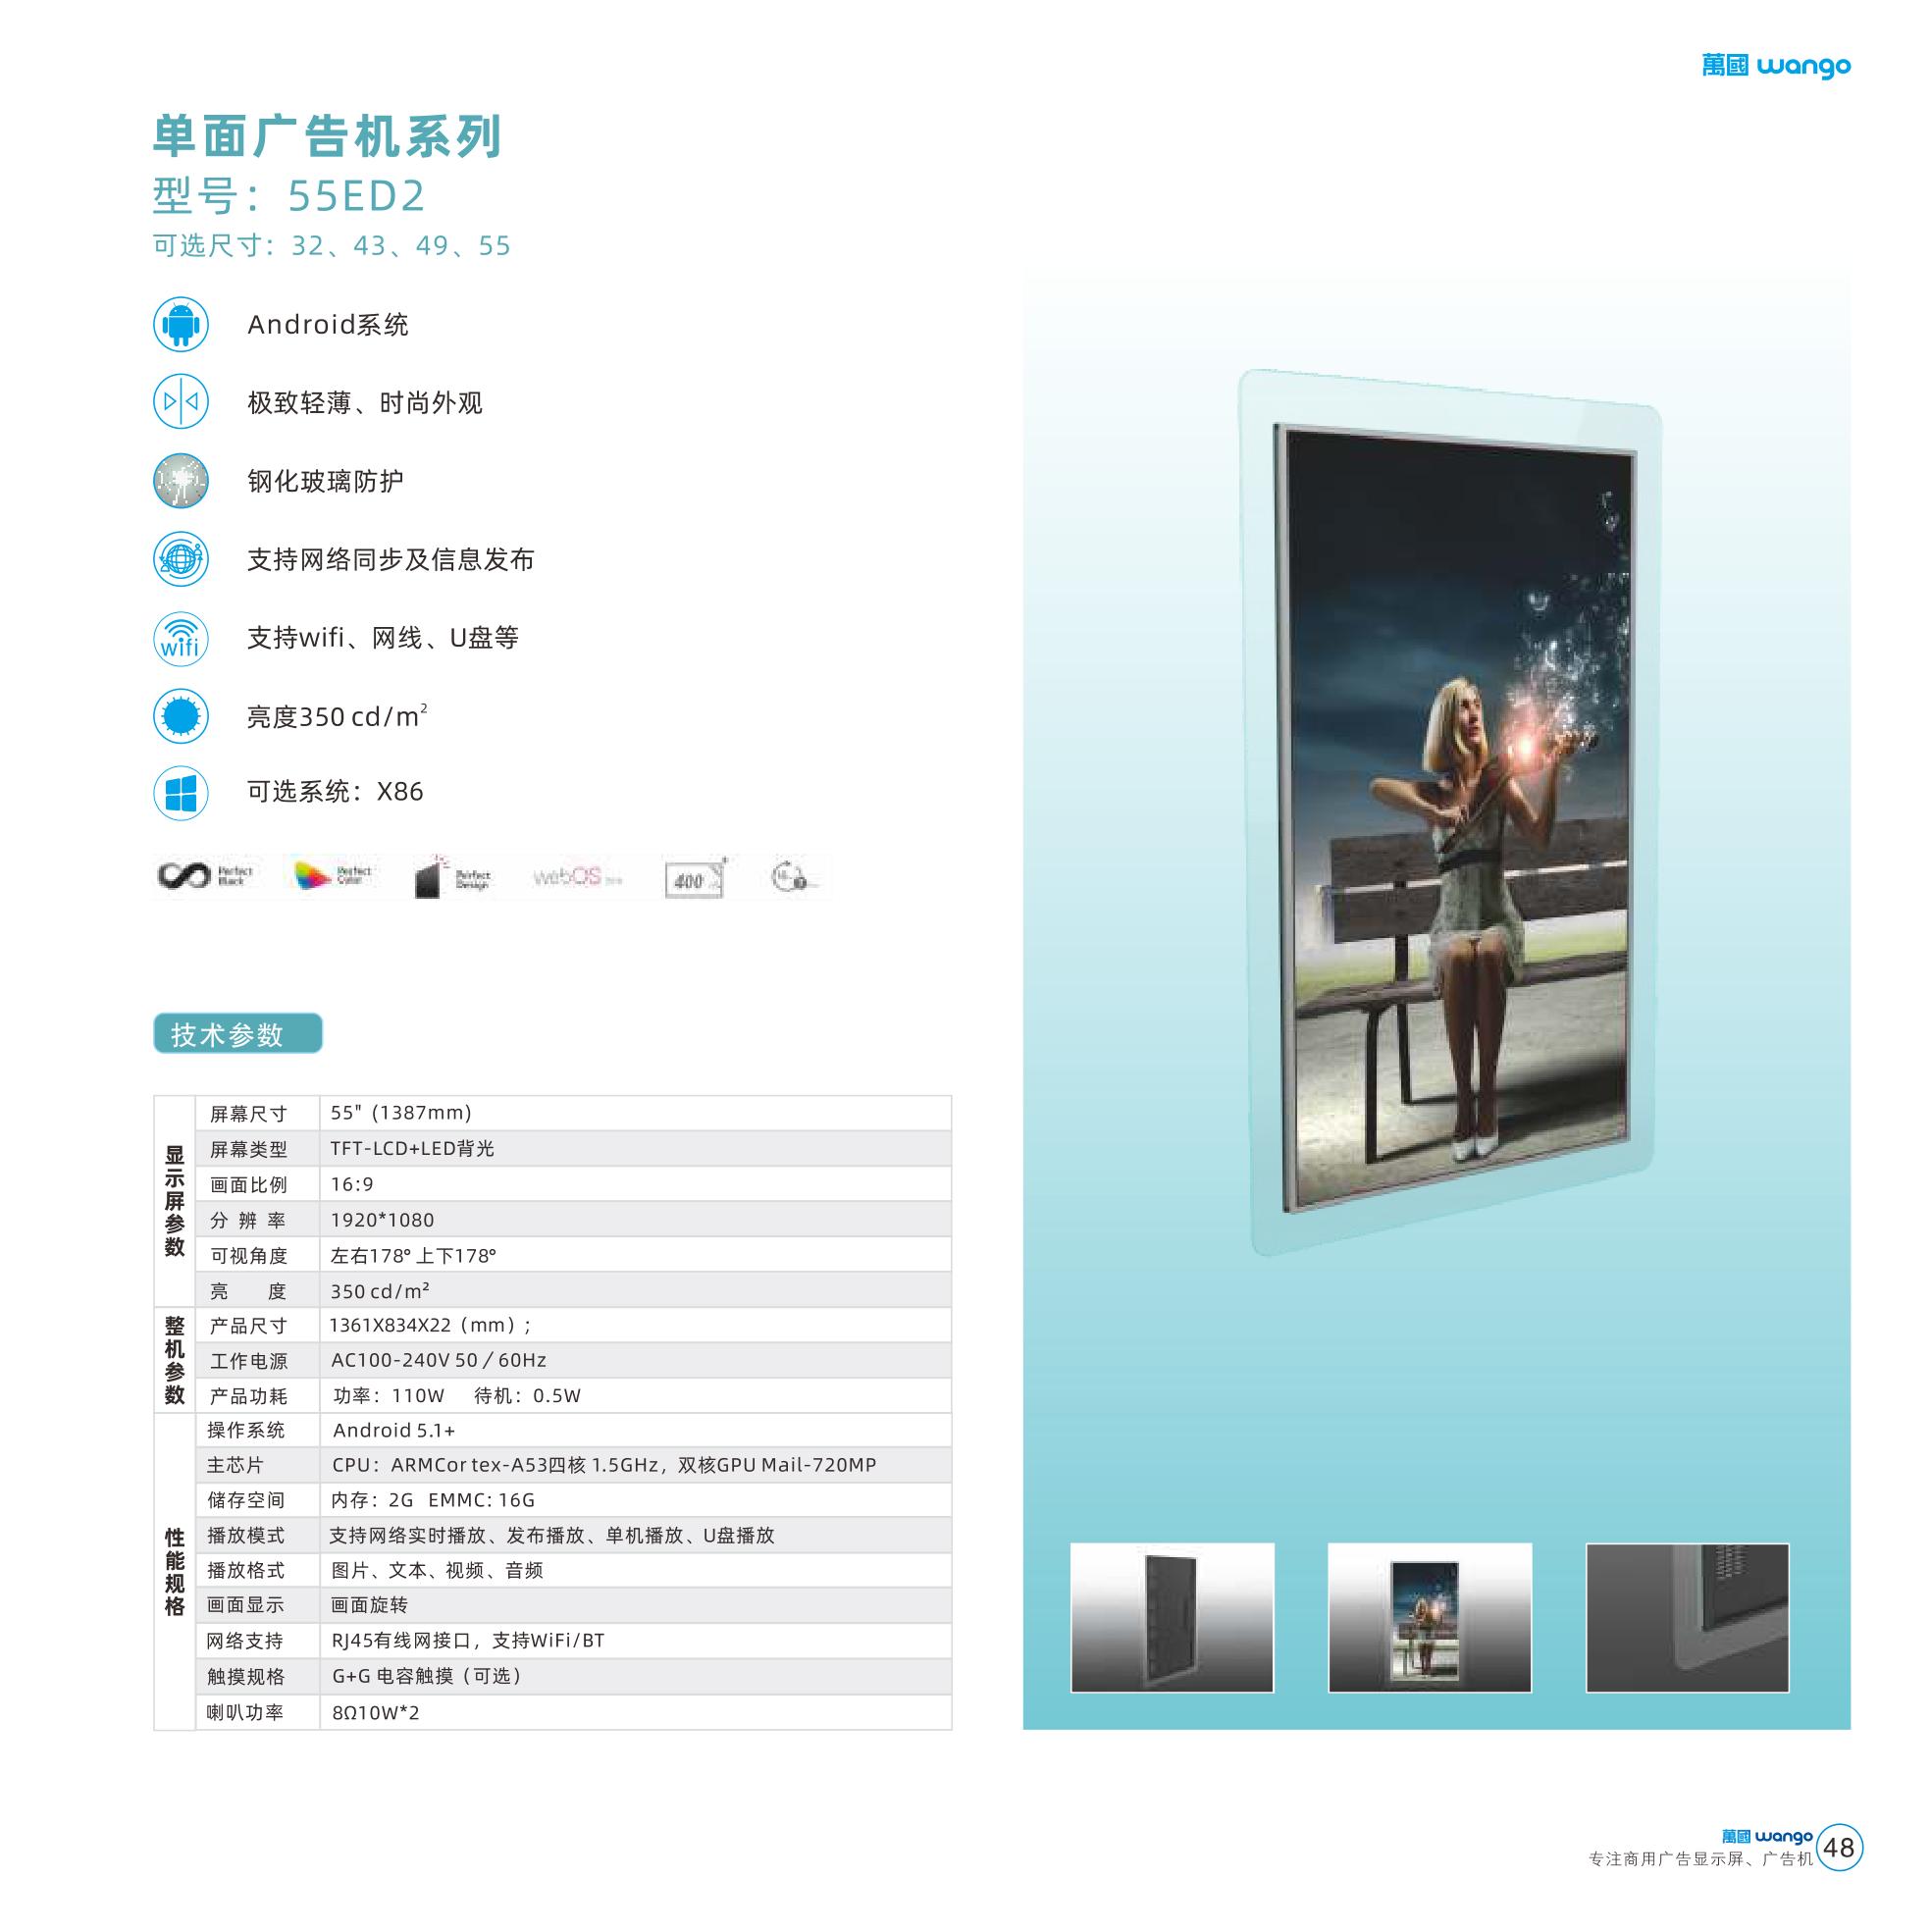 萬國 wango
单面广告机系列
型号：55ED2
可选尺寸：32、43、49、55
Android系统
极致轻薄、时尚外观
钢化玻璃防护
支持网络同步及信息发布
wifi
支持wifi、网线、U盘等
亮度350 cd/m²
可选系统：X86
Perfect Black
Perfect Color
Perfect Design
webOS
400
技术参数
显示屏参数
屏幕尺寸 55" (1387mm)
屏幕类型 TFT-LCD+LED背光
画面比例 16:9
分 辨 率 1920*1080
可视角度 左右178° 上下178°
亮 度 350 cd/m²
整机参数
产品尺寸 1361X834X22（mm）;
工作电源 AC100-240V 50／60Hz
产品功耗 功率：110W 待机：0.5W
性能规格
操作系统 Android 5.1+
主芯片 CPU：ARMCor tex-A53四核 1.5GHz，双核GPU Mail-720MP
储存空间 内存：2G EMMC: 16G
播放模式 支持网络实时播放、发布播放、单机播放、U盘播放
播放格式 图片、文本、视频、音频
画面显示 画面旋转
网络支持 RJ45有线网接口，支持WiFi/BT
触摸规格 G+G 电容触摸（可选）
喇叭功率 8Ω10W*2
萬國 wango
专注商用广告显示屏、广告机
48